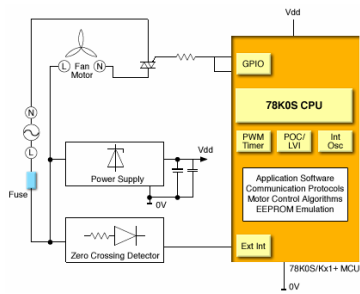 Vdd
GPIO
L
Fan
Motor
N
78K0S CPU
N
L
PWM
Timer
POC/
LVI
Int
Osc
Vdd
Fuse
Power Supply
0V
Application Software
Communication Protocols
Motor Control Algorithms
EEPROM Emulation
Zero Crossing Detector
Ext Int
78K0S/Kx1+ MCU
0V